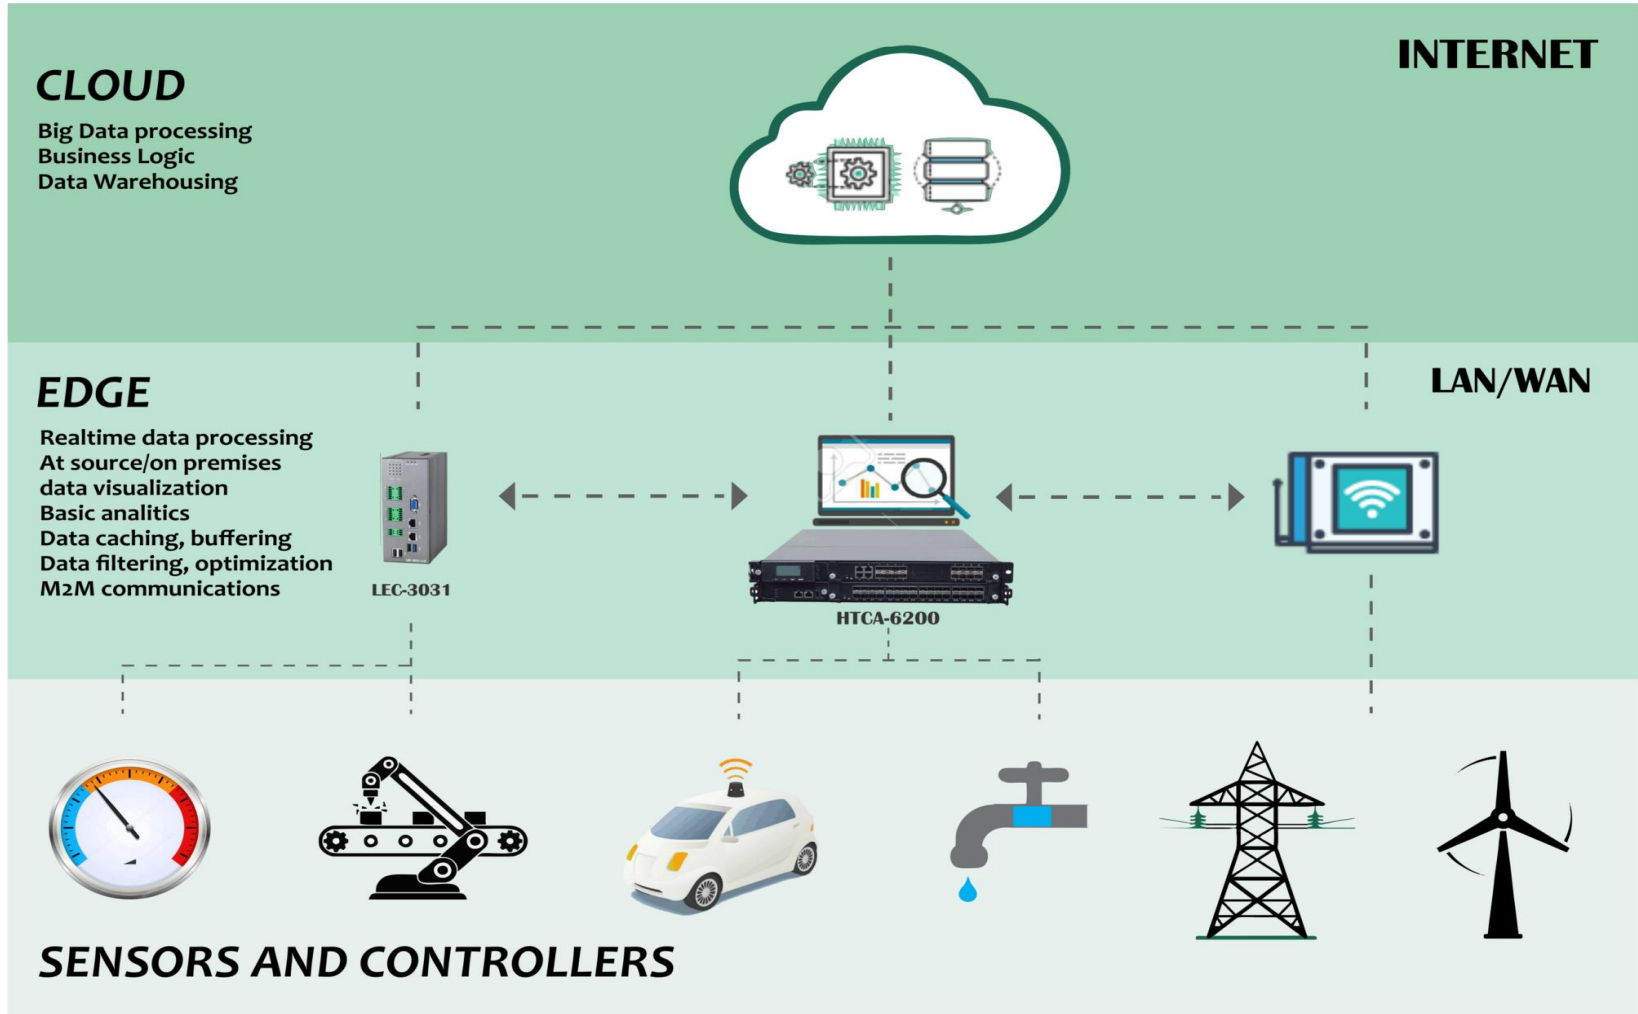 CLOUD
Big Data processing
Business Logic
Data Warehousing
INTERNET
EDGE
Realtime data processing
At source/on premises
data visualization
Basic analitics
Data caching, buffering
Data filtering, optimization
M2M communications
LAN/WAN
LEC-3031
HTCA-6200
SENSORS AND CONTROLLERS